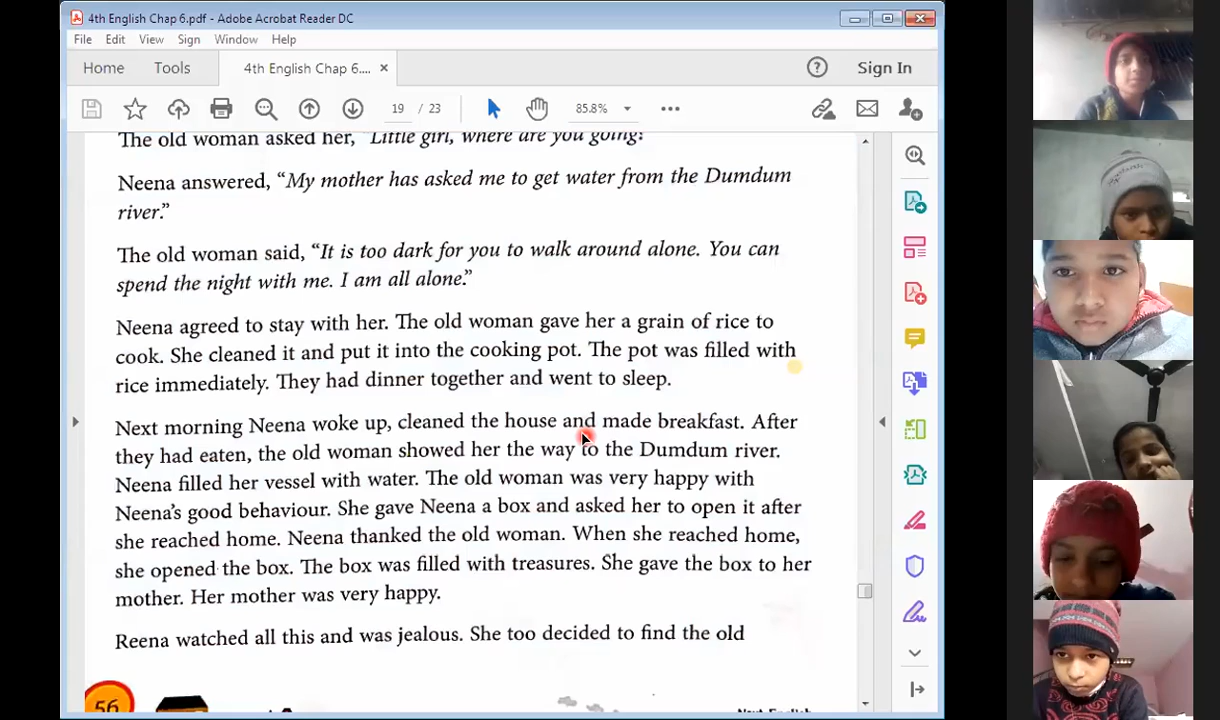 4th English Chap 6.pdf - Adobe Acrobat Reader DC
File Edit View Sign Window Help
Home Tools 4th English Chap 6.... × Sign In
19 / 23 85.8%
The old woman asked her, “Little girl, where are you going?
Neena answered, “My mother has asked me to get water from the Dumdum
river.”
The old woman said, “It is too dark for you to walk around alone. You can
spend the night with me. I am all alone.”
Neena agreed to stay with her. The old woman gave her a grain of rice to
cook. She cleaned it and put it into the cooking pot. The pot was filled with
rice immediately. They had dinner together and went to sleep.
Next morning Neena woke up, cleaned the house and made breakfast. After
they had eaten, the old woman showed her the way to the Dumdum river.
Neena filled her vessel with water. The old woman was very happy with
Neena’s good behaviour. She gave Neena a box and asked her to open it after
she reached home. Neena thanked the old woman. When she reached home,
she opened the box. The box was filled with treasures. She gave the box to her
mother. Her mother was very happy.
Reena watched all this and was jealous. She too decided to find the old
56
Next English